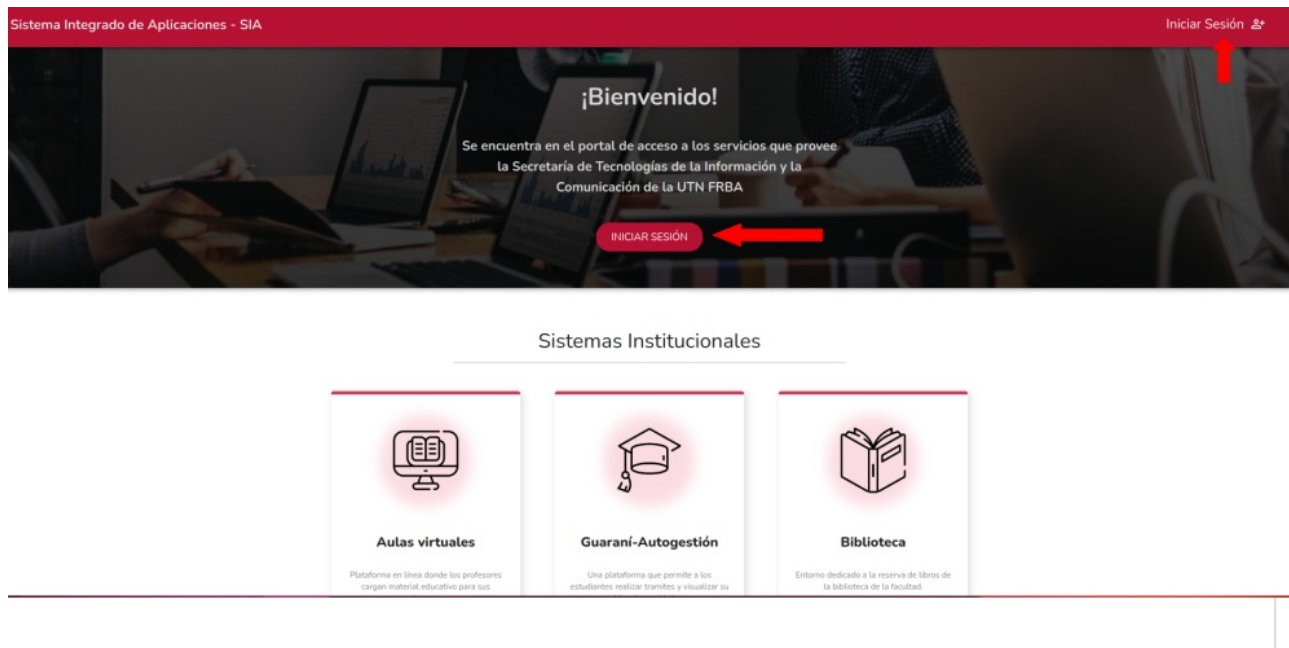 Sistema Integrado de Aplicaciones - SIA
Iniciar Sesión
¡Bienvenido!
Se encuentra en el portal de acceso a los servicios que provee
la Secretaría de Tecnologías de la Información y la
Comunicación de la UTN FRBA
INICIAR SESIÓN
Sistemas Institucionales
Aulas virtuales
Plataforma en línea donde los profesores
cargan material educativo para sus
Guaraní-Autogestión
Una plataforma que permite a los
estudiantes realizar tramites y visualizar su
Biblioteca
Entorno dedicado a la reserva de libros de
la biblioteca de la facultad.